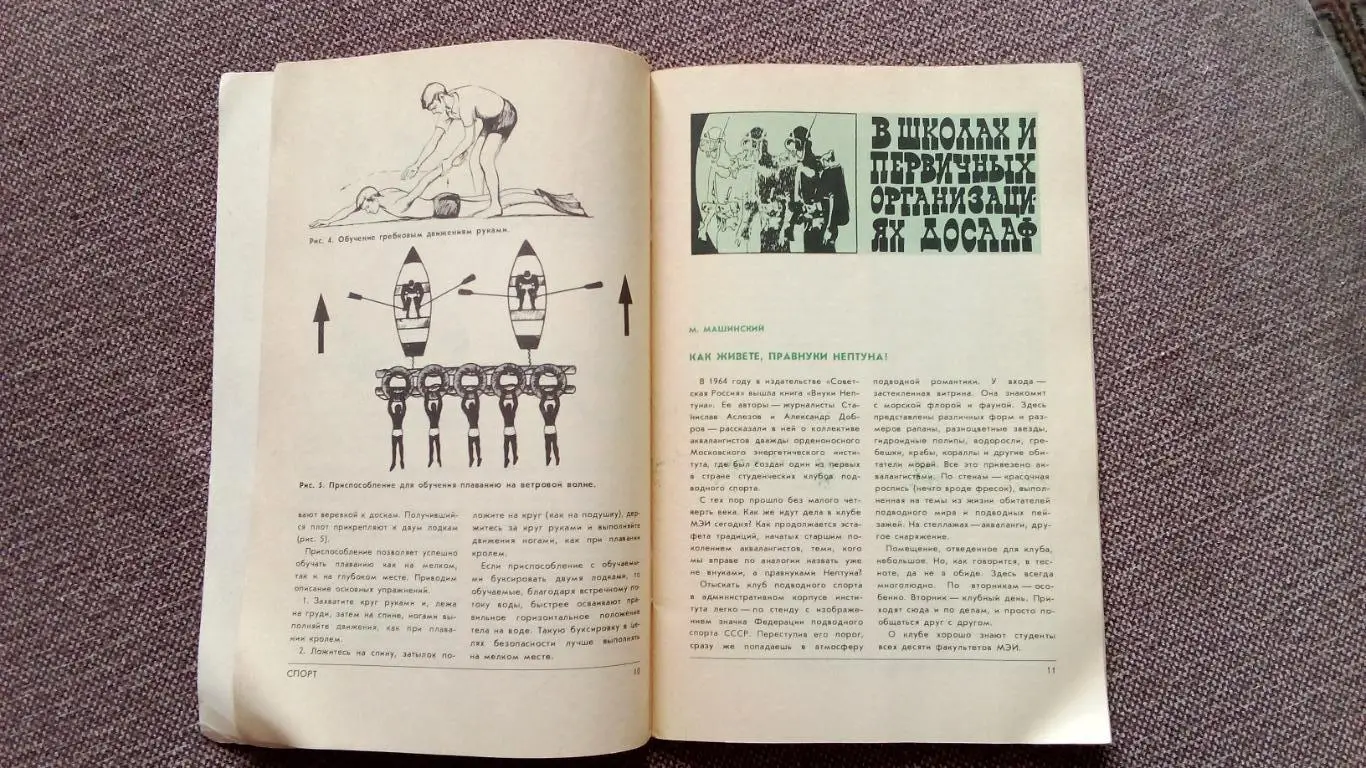 Рис. 4. Обучение гребковым движениям руками.
Рис. 5. Приспособление для обучения плаванию на ветровой волне.
вают веревкой к доскам. Получивший-
ся плот прикрепляют к двум лодкам
(рис. 5).
Приспособление позволяет успешно
обучать плаванию как на мелком,
так и на глубоком месте. Приводим
описание основных упражнений.
1. Захватите круг руками и, лежа
на груди, затем на спине, ногами вы-
полняйте движения, как при плава-
нии кролем.
2. Ложитесь на спину, затылок по-
ложите на круг (как на подушку), дер-
житесь за круг руками и выполняйте
движения ногами, как при плавании
кролем.
Если приспособление с обучаемы-
ми буксировать двумя лодками, то
обучаемые, благодаря встречному по-
току воды, быстрее осваивают пра-
вильное горизонтальное положение
тела на воде. Такую буксировку в це-
лях безопасности лучше выполнять
на мелком месте.
СПОРТ
10
В ШКОЛАХ И
ПЕРВИЧНЫХ
ОРГАНИЗАЦИ-
ЯХ ДОСААФ
М. МАШИНСКИЙ
КАК ЖИВЕТЕ, ПРАВНУКИ НЕПТУНА?
В 1964 году в издательстве «Совет-
ская Россия» вышла книга «Внуки Неп-
туна». Ее авторы — журналисты Ста-
нислав Аслезов и Александр Доб-
ров — рассказали в ней о коллективе
аквалангистов дважды орденоносного
Московского энергетического инсти-
тута, где был создан один из первых
в стране студенческих клубов под-
водного спорта.
С тех пор прошло без малого чет-
верть века. Как же идут дела в клубе
МЭИ сегодня? Как продолжается эста-
фета традиций, начатых старшим по-
колением аквалангистов, теми, кого
мы вправе по аналогии назвать уже
не внуками, а правнуками Нептуна?
Отыскать клуб подводного спорта
в административном корпусе инсти-
тута легко — по стенду с изображе-
нием значка Федерации подводного
спорта СССР. Переступив его порог,
сразу же попадаешь в атмосферу
подводной романтики. У входа —
застекленная витрина. Она знакомит
с морской флорой и фауной. Здесь
представлены различных форм и раз-
меров рапаны, разноцветные звезды,
гидроидные полипы, водоросли, гре-
бешки, крабы, кораллы и другие оби-
татели морей. Все это привезено ак-
валангистами. По стенам — красочная
роспись (нечто вроде фресок), выпол-
ненная на темы из жизни обитателей
подводного мира и подводных пей-
зажей. На стеллажах — акваланги, дру-
гое снаряжение.
Помещение, отведенное для клуба,
небольшое. Но, как говорится, в тес-
ноте, да не в обиде. Здесь всегда
многолюдно. По вторникам — осо-
бенно. Вторник — клубный день. При-
ходят сюда и по делам, и просто по-
общаться друг с другом.
О клубе хорошо знают студенты
всех десяти факультетов МЭИ.
11